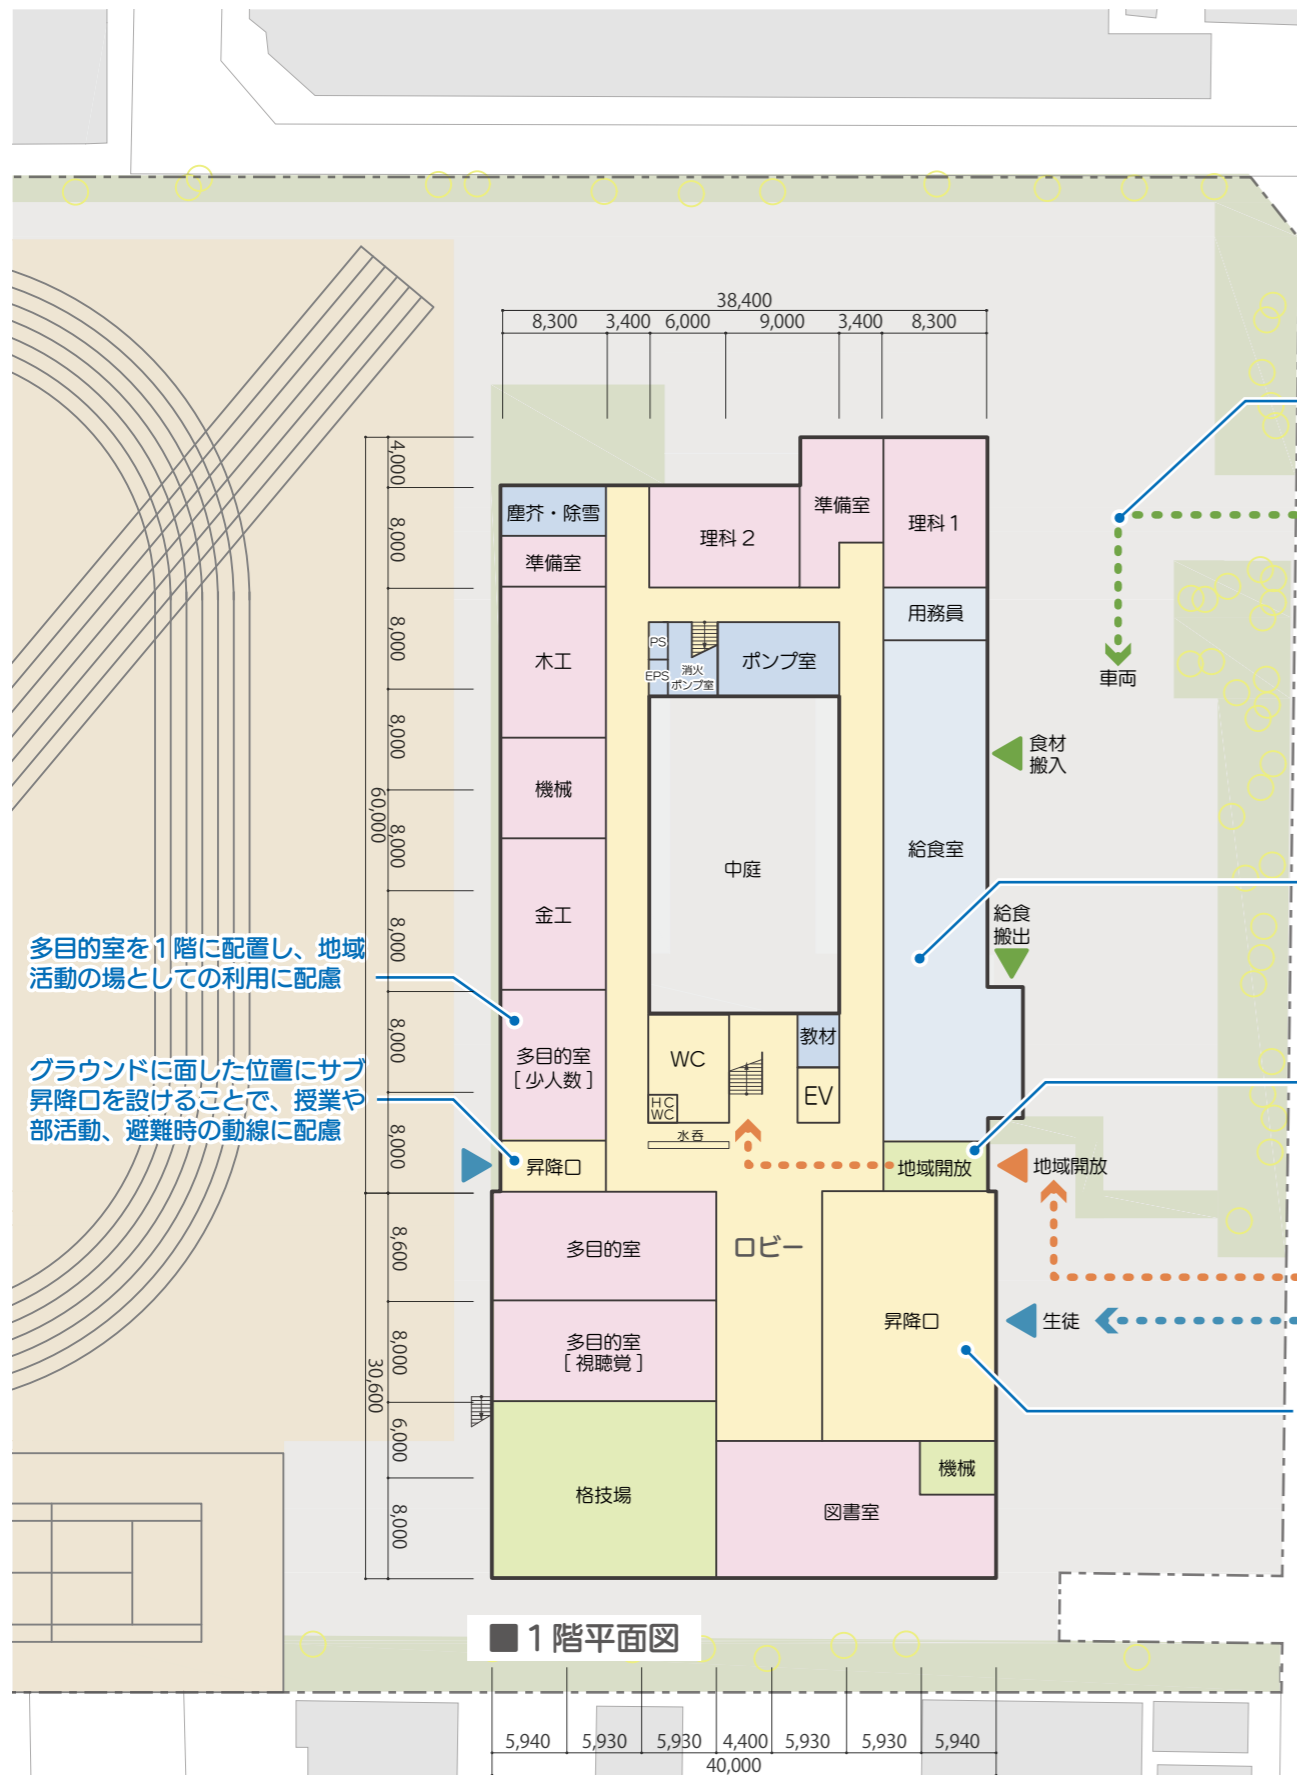 38,400
8,300
3,400
6,000
9,000
3,400
8,300
4,000
8,000
8,000
8,000
8,000
8,000
8,000
8,000
60,000
8,600
8,000
6,000
8,000
30,600
塵芥・除雪
準備室
理科2
準備室
理科1
用務員
木工
PS
EPS
消火
ポンプ室
ポンプ室
車両
食材
搬入
機械
中庭
給食室
金工
給食
搬出
多目的室を1階に配置し、地域
活動の場としての利用に配慮
多目的室
[ 少人数 ]
WC
HC
WC
教材
EV
グラウンドに面した位置にサブ
昇降口を設けることで、授業や
部活動、避難時の動線に配慮
水呑
昇降口
地域開放
地域開放
多目的室
ロビー
昇降口
生徒
多目的室
[ 視聴覚 ]
機械
格技場
図書室
■1階平面図
5,940
5,930
5,930
4,400
5,930
5,930
5,940
40,000